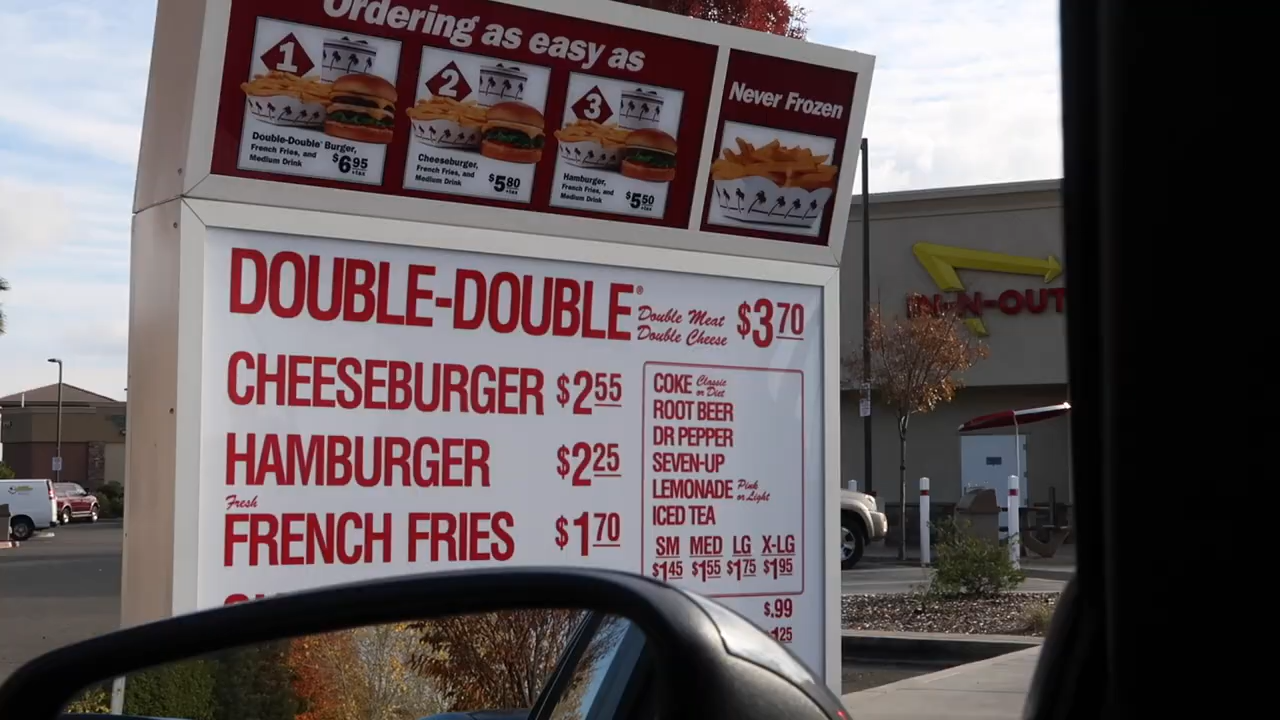 Ordering as easy as
1
Double-Double® Burger,
French Fries, and
Medium Drink
$6.95
+tax
2
Cheeseburger,
French Fries, and
Medium Drink
$5.80
+tax
3
Hamburger,
French Fries, and
Medium Drink
$5.50
+tax
Never Frozen
DOUBLE-DOUBLE® Double Meat Double Cheese $3.70
CHEESEBURGER $2.55
HAMBURGER $2.25
Fresh
FRENCH FRIES $1.70
COKE Classic or Diet
ROOT BEER
DR PEPPER
SEVEN-UP
LEMONADE Pink or Light
ICED TEA
SM MED LG X-LG
$1.45 $1.55 $1.75 $1.95
$.99
IN-N-OUT